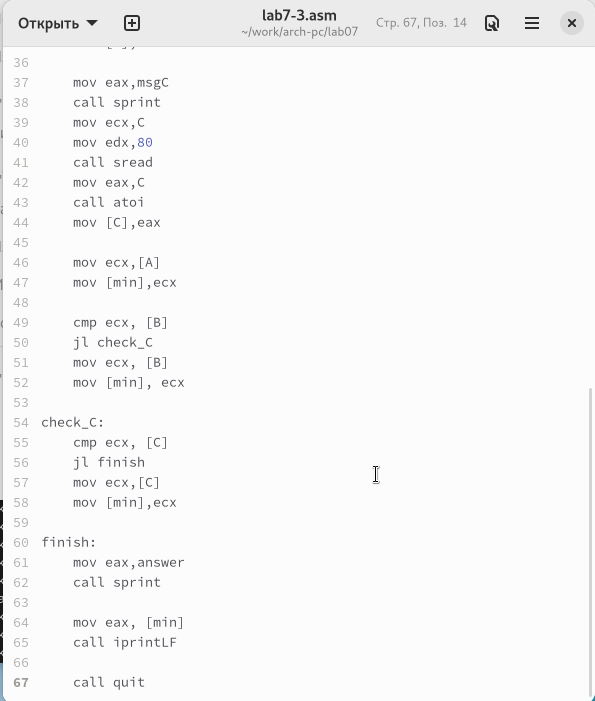 Открыть
lab7-3.asm
~/work/arch-pc/lab07
Стр. 67, Поз. 14
36
37 mov eax,msgC
38 call sprint
39 mov ecx,C
40 mov edx,80
41 call sread
42 mov eax,C
43 call atoi
44 mov [C],eax
45
46 mov ecx,[A]
47 mov [min],ecx
48
49 cmp ecx, [B]
50 jl check_C
51 mov ecx, [B]
52 mov [min], ecx
53
54 check_C:
55 cmp ecx, [C]
56 jl finish
57 mov ecx,[C]
58 mov [min],ecx
59
60 finish:
61 mov eax,answer
62 call sprint
63
64 mov eax, [min]
65 call iprintLF
66
67 call quit